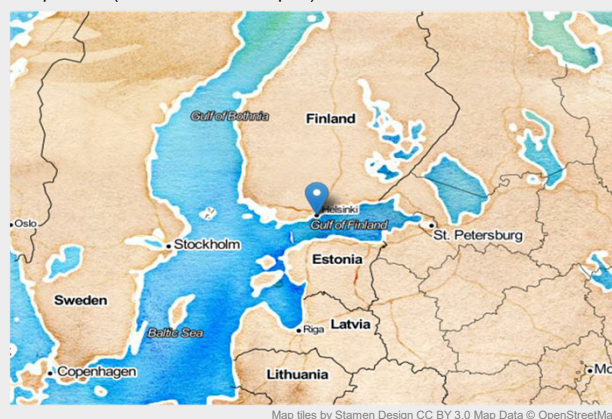 Gulf of Bothnia
Finland
Helsinki
Oslo
Gulf of Finland
St. Petersburg
Stockholm
Estonia
Sweden
Baltic Sea
Riga
Latvia
Copenhagen
Lithuania
Mo
Map tiles by Stamen Design CC BY 3.0 Map Data © OpenStreetMa